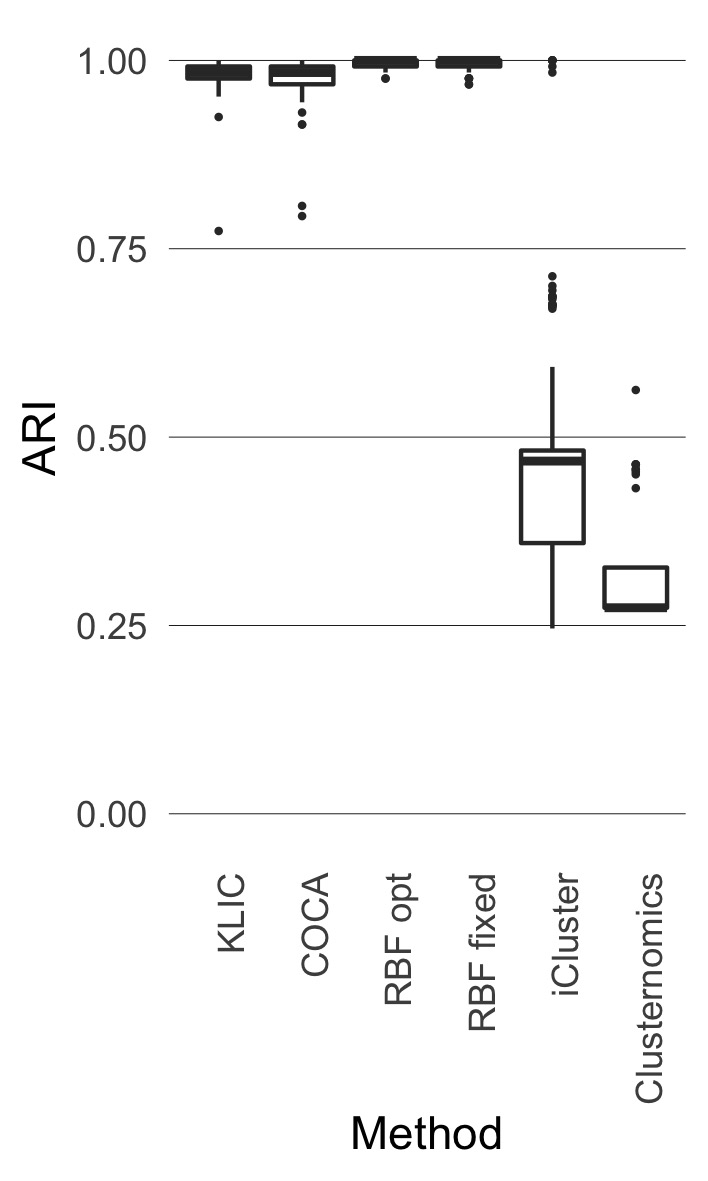 1.00
0.75
0.50
0.25
0.00
ARI
KLIC
COCA
RBF opt
RBF fixed
iCluster
Clusternomics
Method